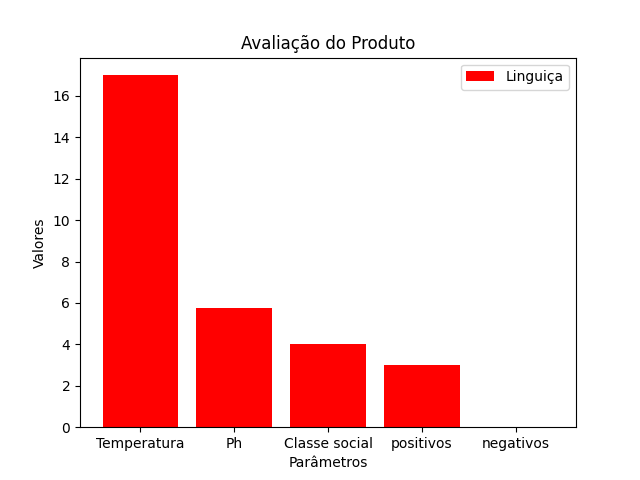 Avaliação do Produto
Linguiça
Valores
16
14
12
10
8
6
4
2
0
Temperatura
Ph
Classe social
positivos
negativos
Parâmetros